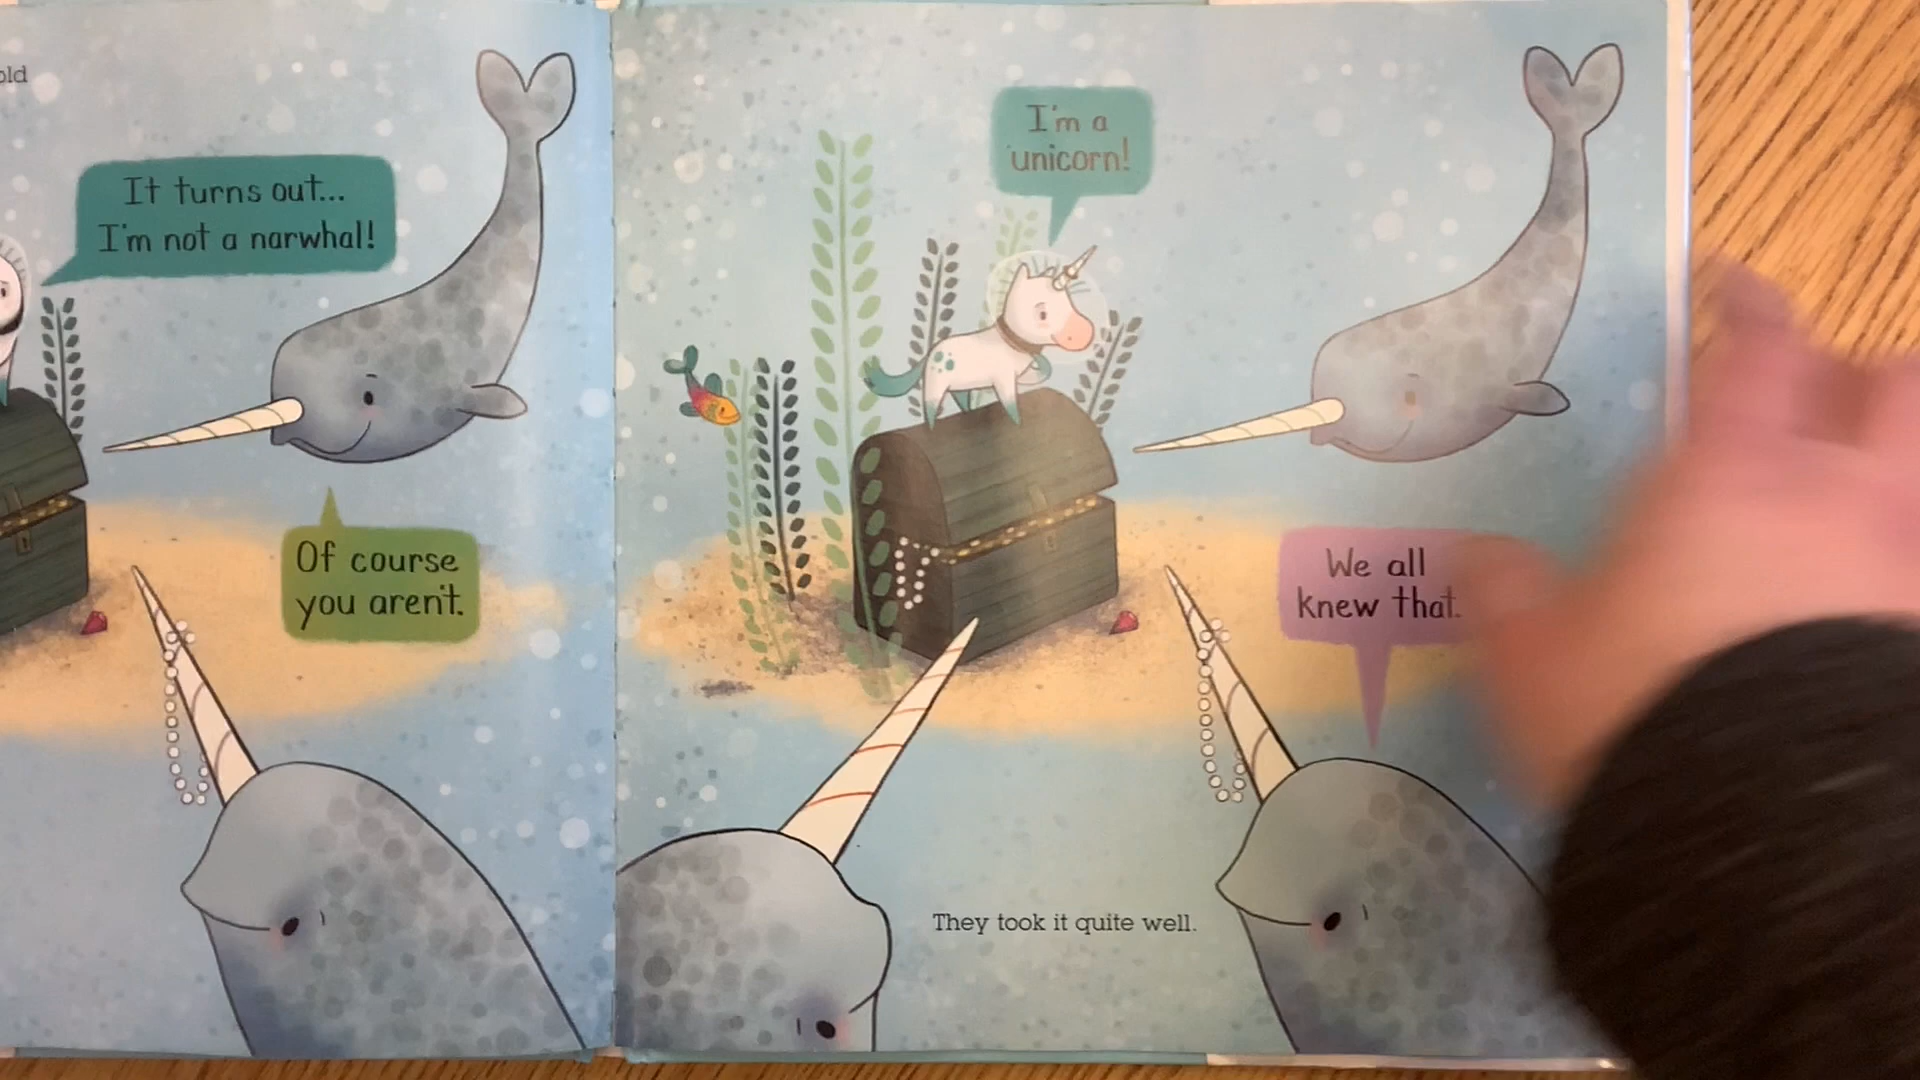 old
It turns out...
I'm not a narwhal!
Of course
you aren't.
I'm a
unicorn!
We all
knew that.
They took it quite well.